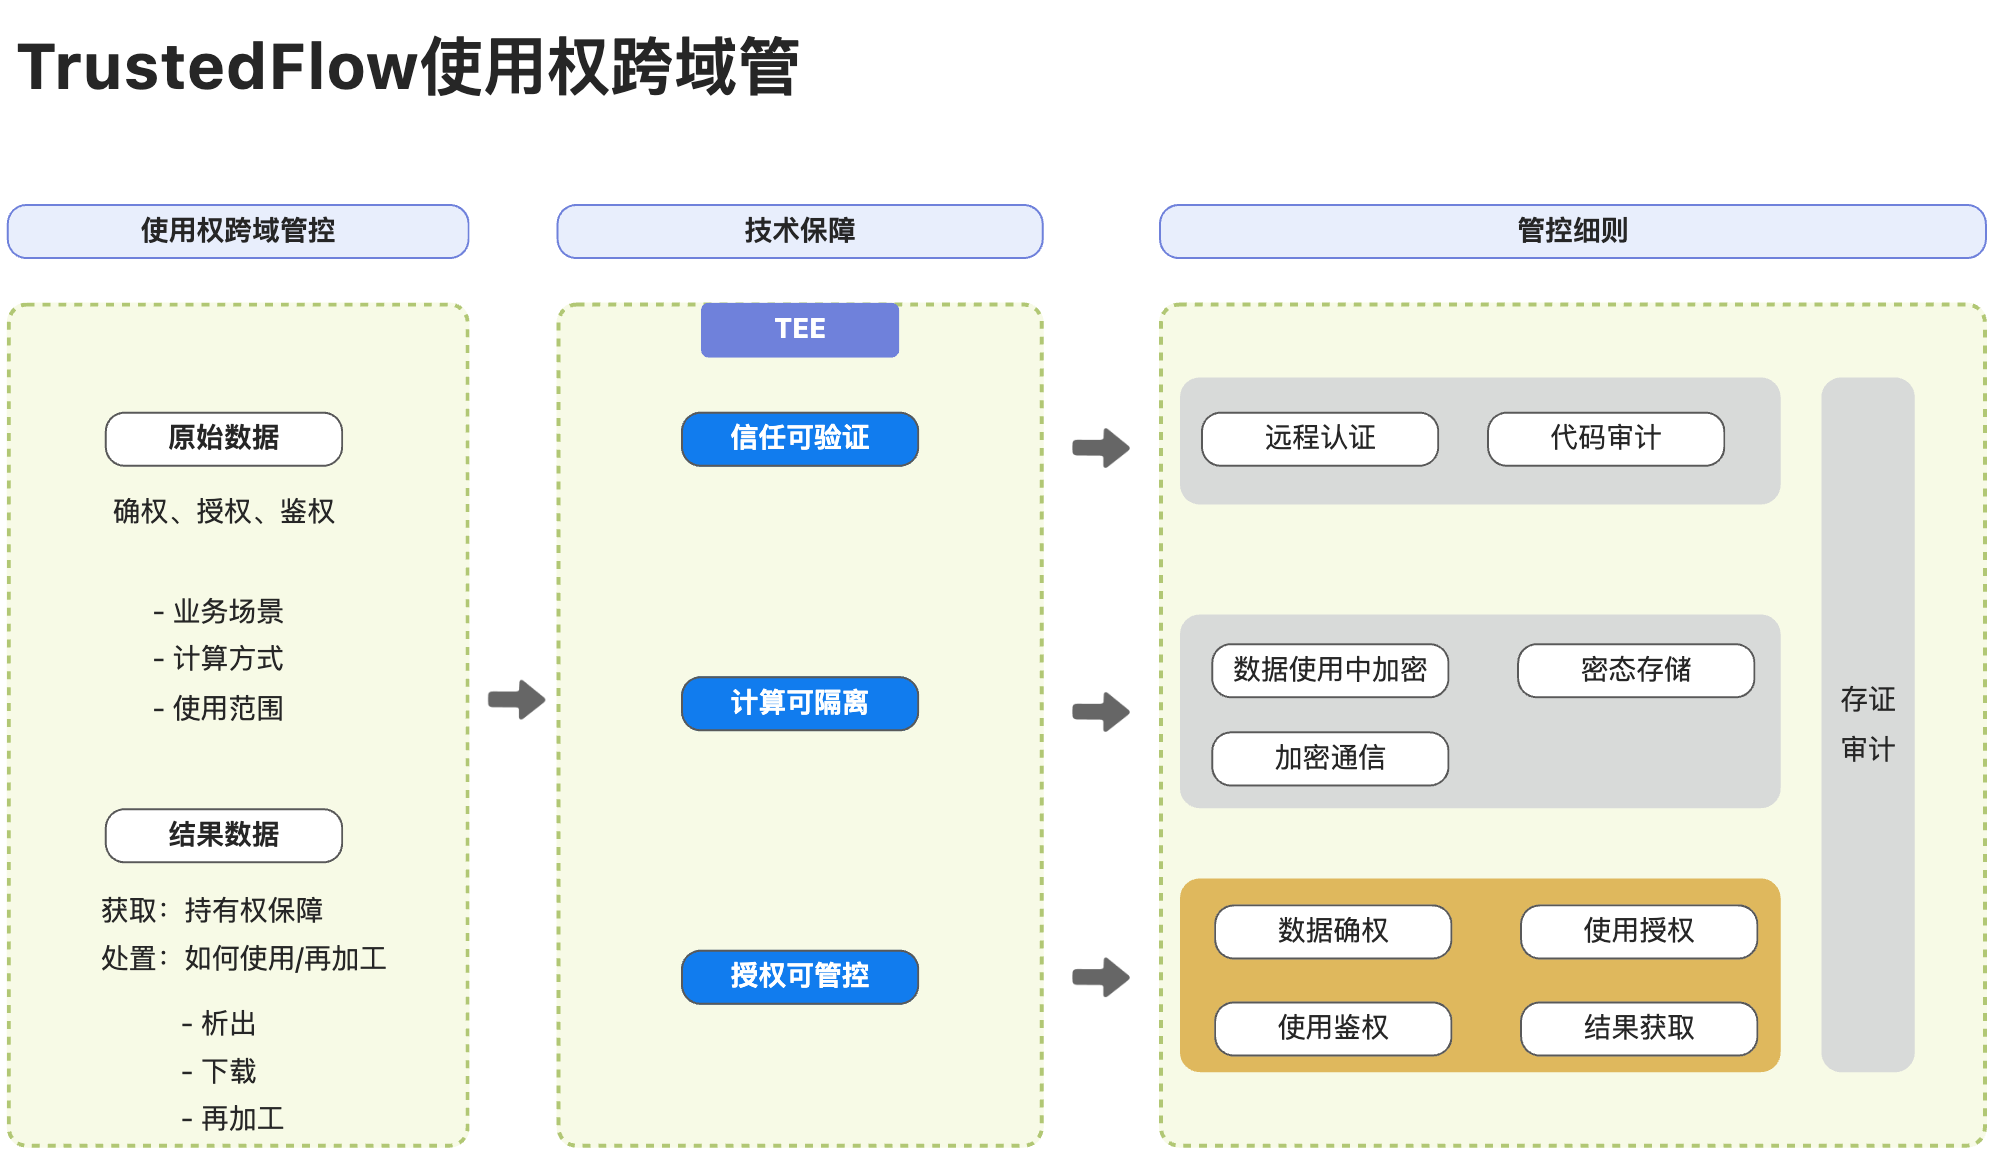 TrustedFlow使用权跨域管
使用权跨域管控
原始数据
确权、授权、鉴权
- 业务场景
- 计算方式
- 使用范围
结果数据
获取：持有权保障
处置：如何使用/再加工
- 析出
- 下载
- 再加工
技术保障
TEE
信任可验证
计算可隔离
授权可管控
管控细则
远程认证
代码审计
数据使用中加密
密态存储
加密通信
数据确权
使用授权
使用鉴权
结果获取
存证
审计